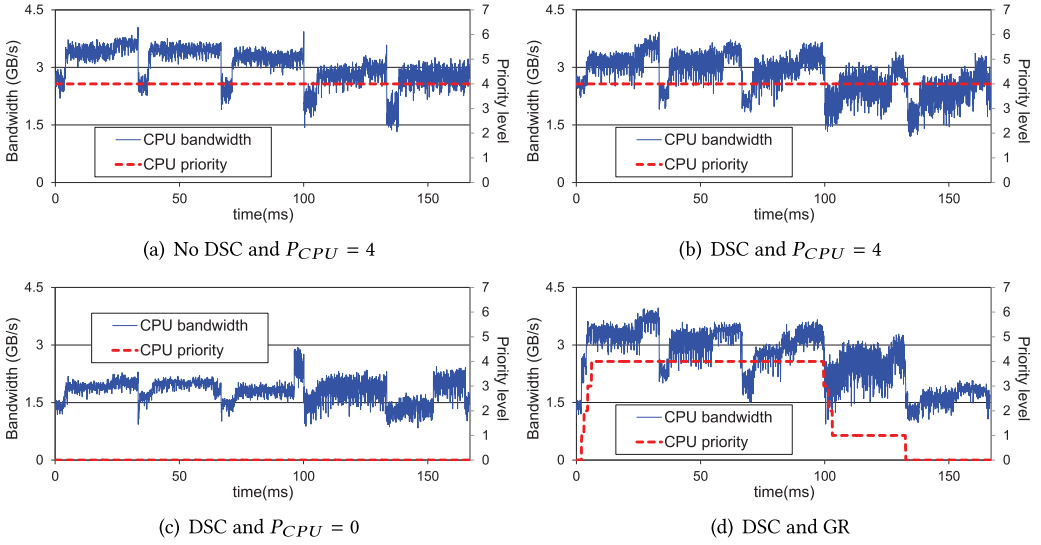 4.5
3
1.5
0
7
6
5
4
3
2
1
0
Bandwidth (GB/s)
Priority level
CPU bandwidth
CPU priority
0 50 100 150
time(ms)
(a) No DSC and P_CPU = 4
4.5
3
1.5
0
7
6
5
4
3
2
1
0
Bandwidth (GB/s)
Priority level
CPU bandwidth
CPU priority
0 50 100 150
time(ms)
(b) DSC and P_CPU = 4
4.5
3
1.5
0
7
6
5
4
3
2
1
0
Bandwidth (GB/s)
Priority level
CPU bandwidth
CPU priority
0 50 100 150
time(ms)
(c) DSC and P_CPU = 0
4.5
3
1.5
0
7
6
5
4
3
2
1
0
Bandwidth (GB/s)
Priority level
CPU bandwidth
CPU priority
0 50 100 150
time(ms)
(d) DSC and GR